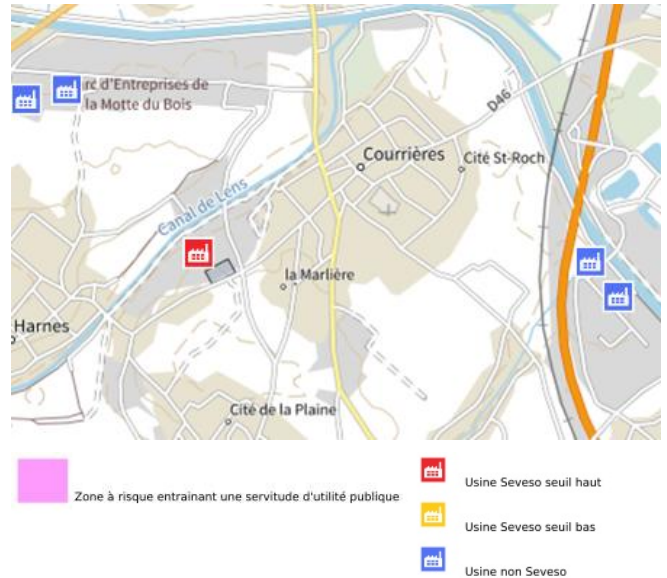 rc d'Entreprises de
la Motte du Bois
D46
Courrières
Cité St-Roch
Canal de Lens
la Marlière
Harnes
Cité de la Plaine
Zone à risque entrainant une servitude d'utilité publique
Usine Seveso seuil haut
Usine Seveso seuil bas
Usine non Seveso